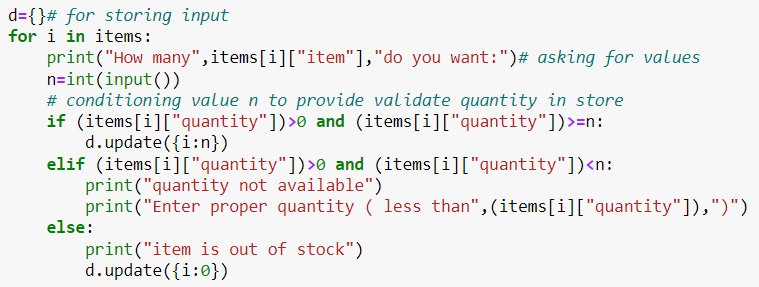 d={}# for storing input
for i in items:
    print("How many",items[i]["item"],"do you want:")# asking for values
    n=int(input())
    # conditioning value n to provide validate quantity in store
    if (items[i]["quantity"])>0 and (items[i]["quantity"])>=n:
        d.update({i:n})
    elif (items[i]["quantity"])>0 and (items[i]["quantity"])<n:
        print("quantity not available")
        print("Enter proper quantity ( less than",(items[i]["quantity"]),")")
    else:
        print("item is out of stock")
        d.update({i:0})